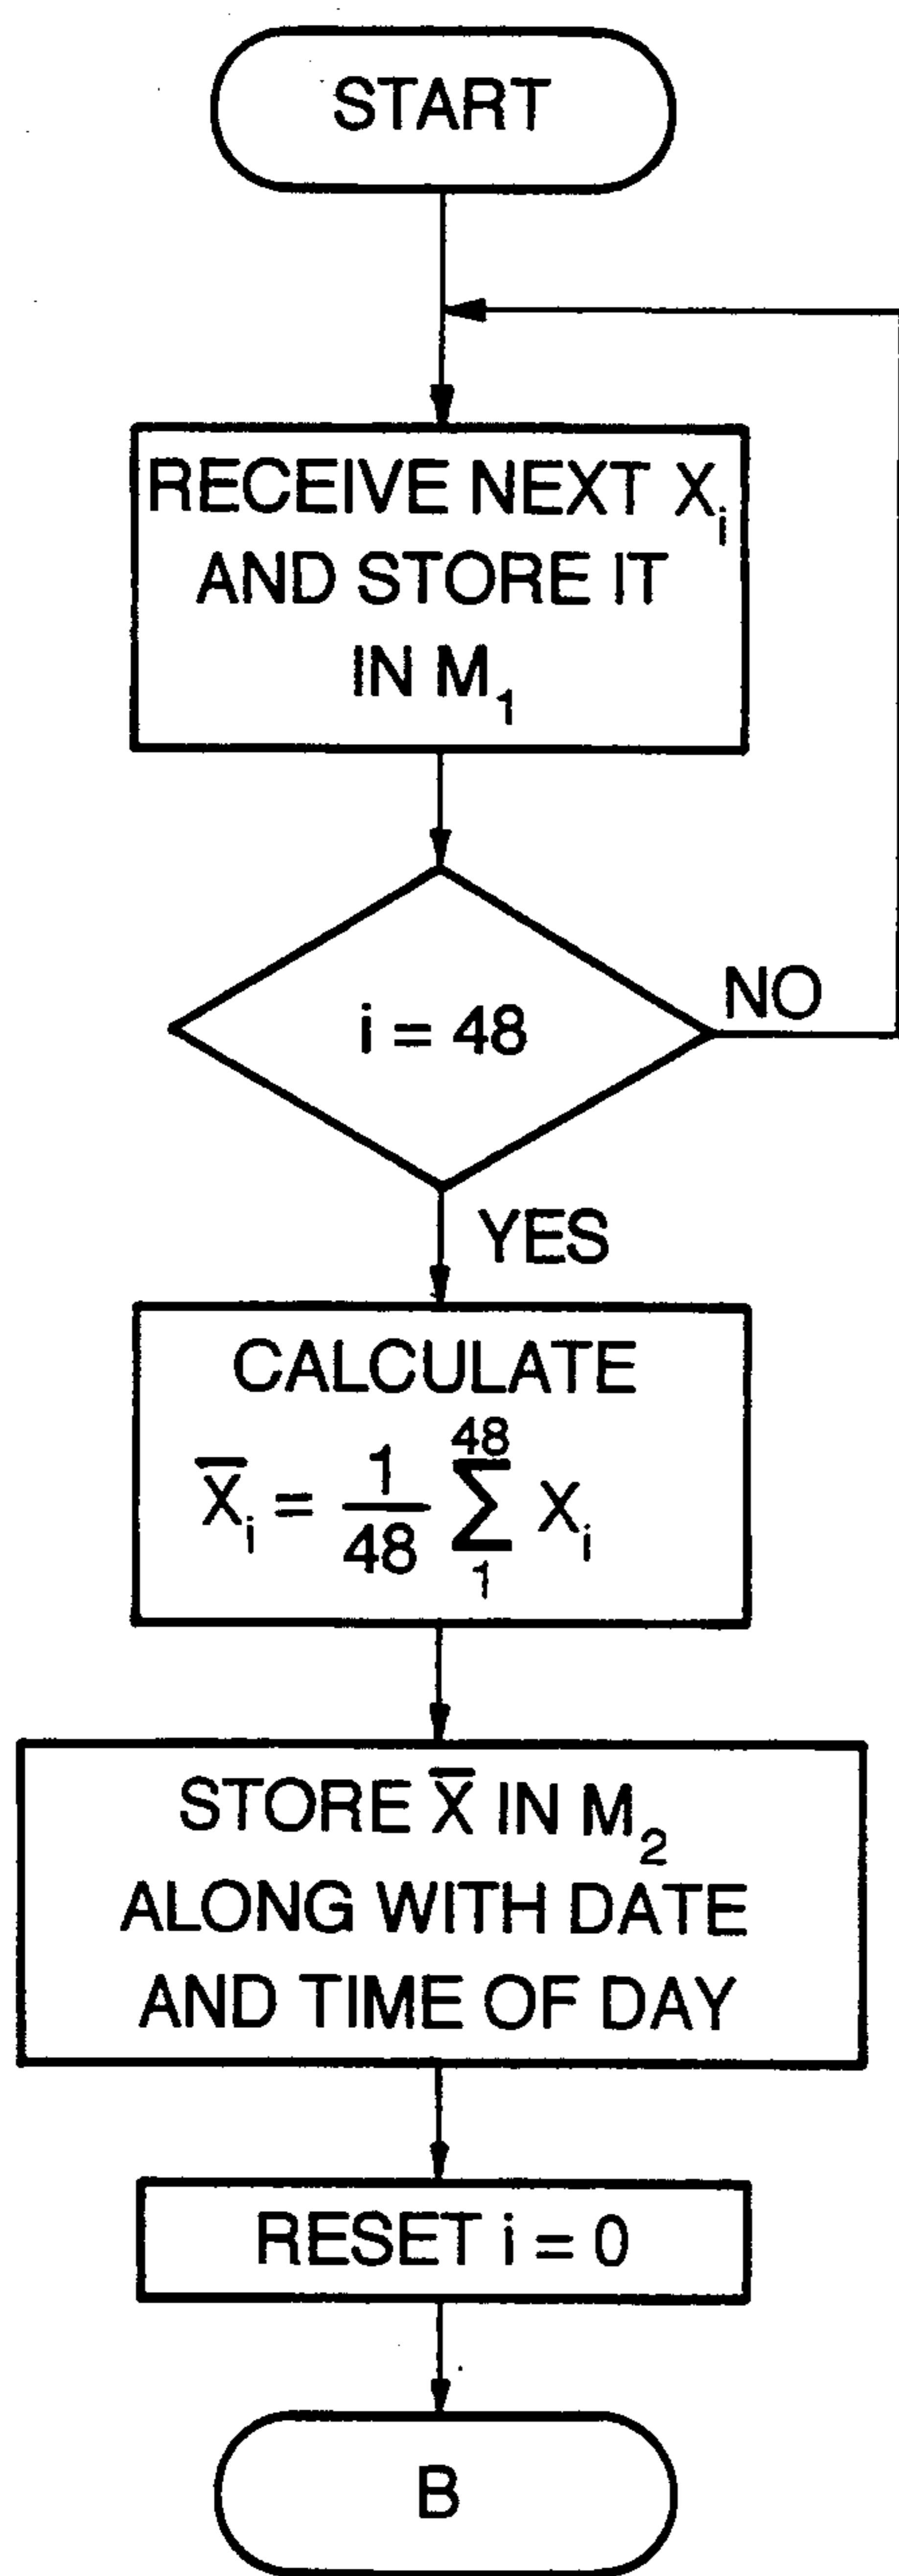 START
RECEIVE NEXT Xᵢ
AND STORE IT
IN M₁
i = 48
NO
YES
CALCULATE
X̅ᵢ = 1/48 ∑₁⁴⁸ Xᵢ
STORE X̅ IN M₂
ALONG WITH DATE
AND TIME OF DAY
RESET i = 0
B